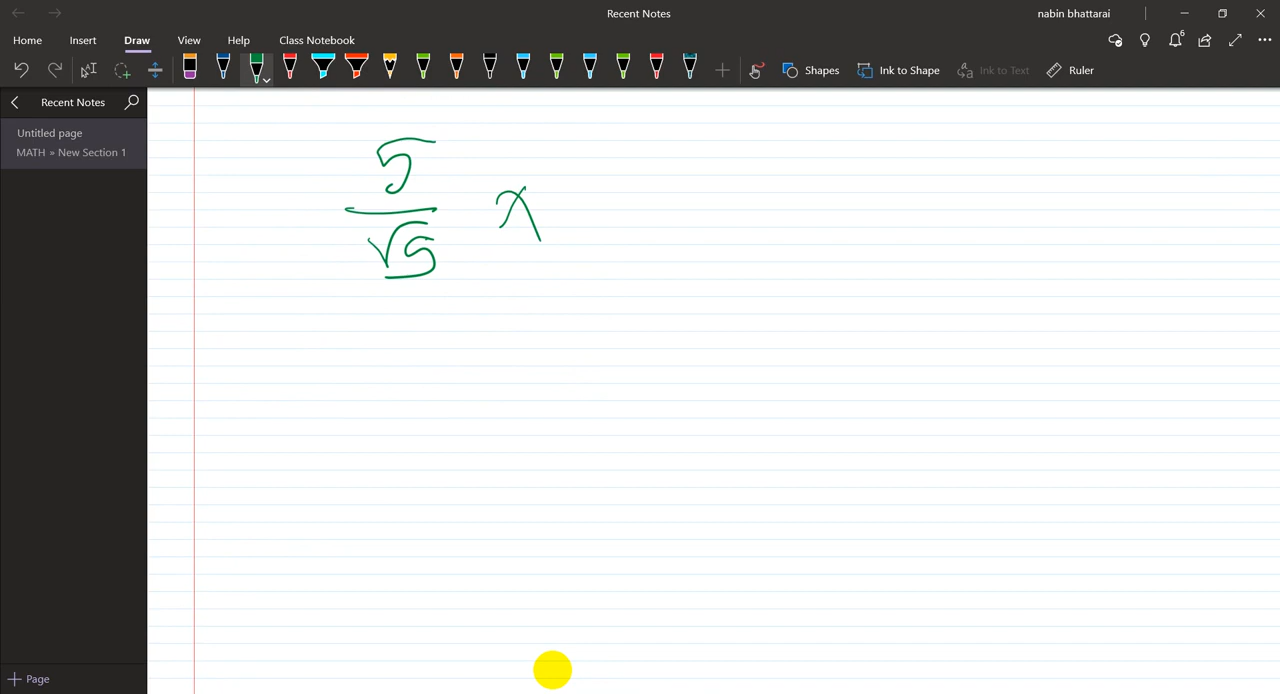 Recent Notes
nabin bhattarai
Home Insert Draw View Help Class Notebook
6
Shapes Ink to Shape Ink to Text Ruler
Recent Notes
Untitled page
MATH » New Section 1
5
√5 ×
Page